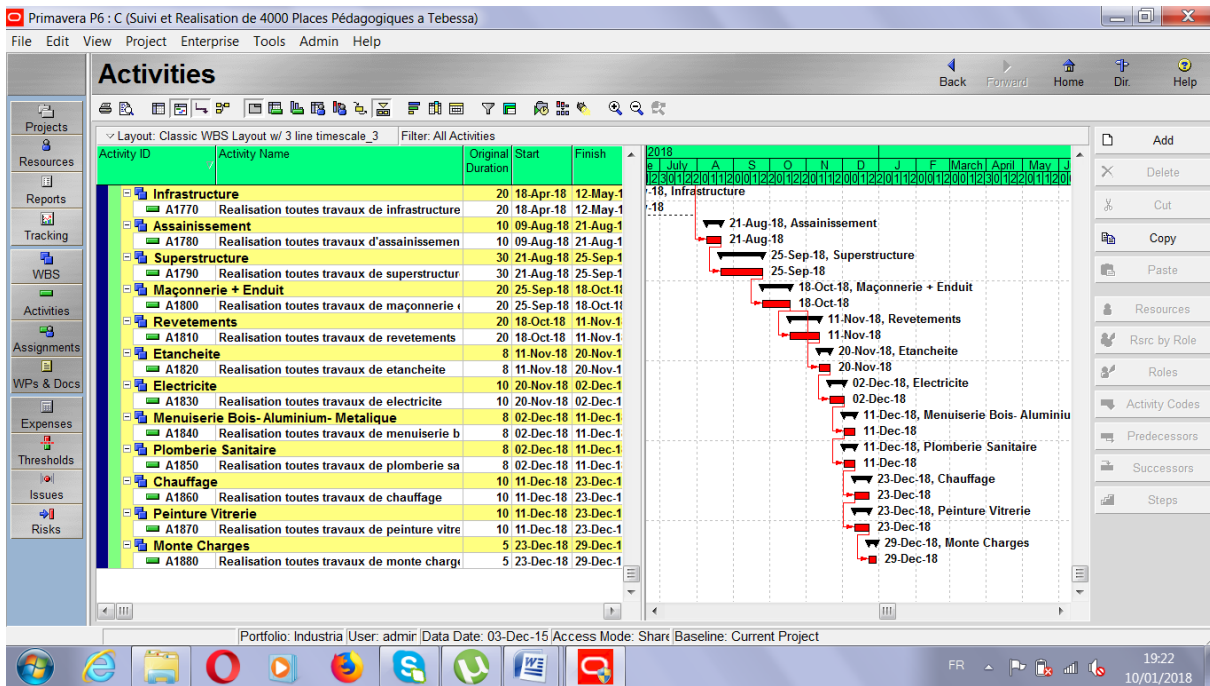 Primavera P6 : C (Suivi et Realisation de 4000 Places Pédagogiques a Tebessa)
File Edit View Project Enterprise Tools Admin Help
Activities
Back Forward Home Dir. Help
Projects
Resources
Reports
Tracking
WBS
Activities
Assignments
WPs & Docs
Expenses
Thresholds
Issues
Risks
Layout: Classic WBS Layout w/ 3 line timescale_3 Filter: All Activities
Activity ID Activity Name Original Duration Start Finish
Infrastructure 20 18-Apr-18 12-May-1
A1770 Realisation toutes travaux de infrastructure 20 18-Apr-18 12-May-1
Assainissement 10 09-Aug-18 21-Aug-1
A1780 Realisation toutes travaux d'assainissemen 10 09-Aug-18 21-Aug-1
Superstructure 30 21-Aug-18 25-Sep-1
A1790 Realisation toutes travaux de superstructur 30 21-Aug-18 25-Sep-1
Maçonnerie + Enduit 20 25-Sep-18 18-Oct-18
A1800 Realisation toutes travaux de maçonnerie 20 25-Sep-18 18-Oct-18
Revetements 20 18-Oct-18 11-Nov-1
A1810 Realisation toutes travaux de revetements 20 18-Oct-18 11-Nov-1
Etancheite 8 11-Nov-18 20-Nov-1
A1820 Realisation toutes travaux de etancheite 8 11-Nov-18 20-Nov-1
Electricite 10 20-Nov-18 02-Dec-1
A1830 Realisation toutes travaux de electricite 10 20-Nov-18 02-Dec-1
Menuiserie Bois- Aluminium- Metalique 8 02-Dec-18 11-Dec-1
A1840 Realisation toutes travaux de menuiserie b 8 02-Dec-18 11-Dec-1
Plomberie Sanitaire 8 02-Dec-18 11-Dec-1
A1850 Realisation toutes travaux de plomberie sa 8 02-Dec-18 11-Dec-1
Chauffage 10 11-Dec-18 23-Dec-1
A1860 Realisation toutes travaux de chauffage 10 11-Dec-18 23-Dec-1
Peinture Vitrerie 10 11-Dec-18 23-Dec-1
A1870 Realisation toutes travaux de peinture vitre 10 11-Dec-18 23-Dec-1
Monte Charges 5 23-Dec-18 29-Dec-1
A1880 Realisation toutes travaux de monte charge 5 23-Dec-18 29-Dec-1
2018
e July A S O N D J F March April May J
-18, Infrastructure
-18
21-Aug-18, Assainissement
21-Aug-18
25-Sep-18, Superstructure
25-Sep-18
18-Oct-18, Maçonnerie + Enduit
18-Oct-18
11-Nov-18, Revetements
11-Nov-18
20-Nov-18, Etancheite
20-Nov-18
02-Dec-18, Electricite
02-Dec-18
11-Dec-18, Menuiserie Bois- Aluminiu
11-Dec-18
11-Dec-18, Plomberie Sanitaire
11-Dec-18
23-Dec-18, Chauffage
23-Dec-18
23-Dec-18, Peinture Vitrerie
23-Dec-18
29-Dec-18, Monte Charges
29-Dec-18
Add
Delete
Cut
Copy
Paste
Resources
Rsrc by Role
Roles
Activity Codes
Predecessors
Successors
Steps
Portfolio: Industria User: admir Data Date: 03-Dec-15 Access Mode: Share Baseline: Current Project
FR 19:22
10/01/2018